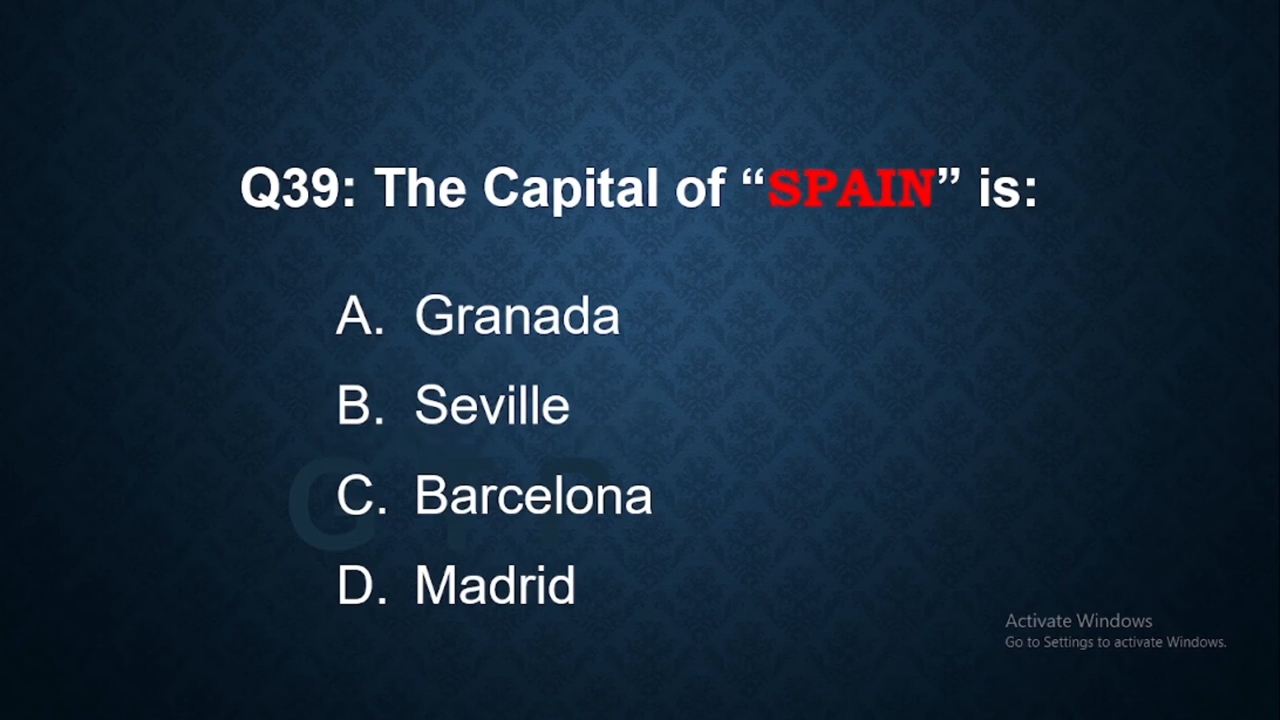 Q39: The Capital of “SPAIN” is:
A. Granada
B. Seville
C. Barcelona
D. Madrid
Activate Windows
Go to Settings to activate Windows.